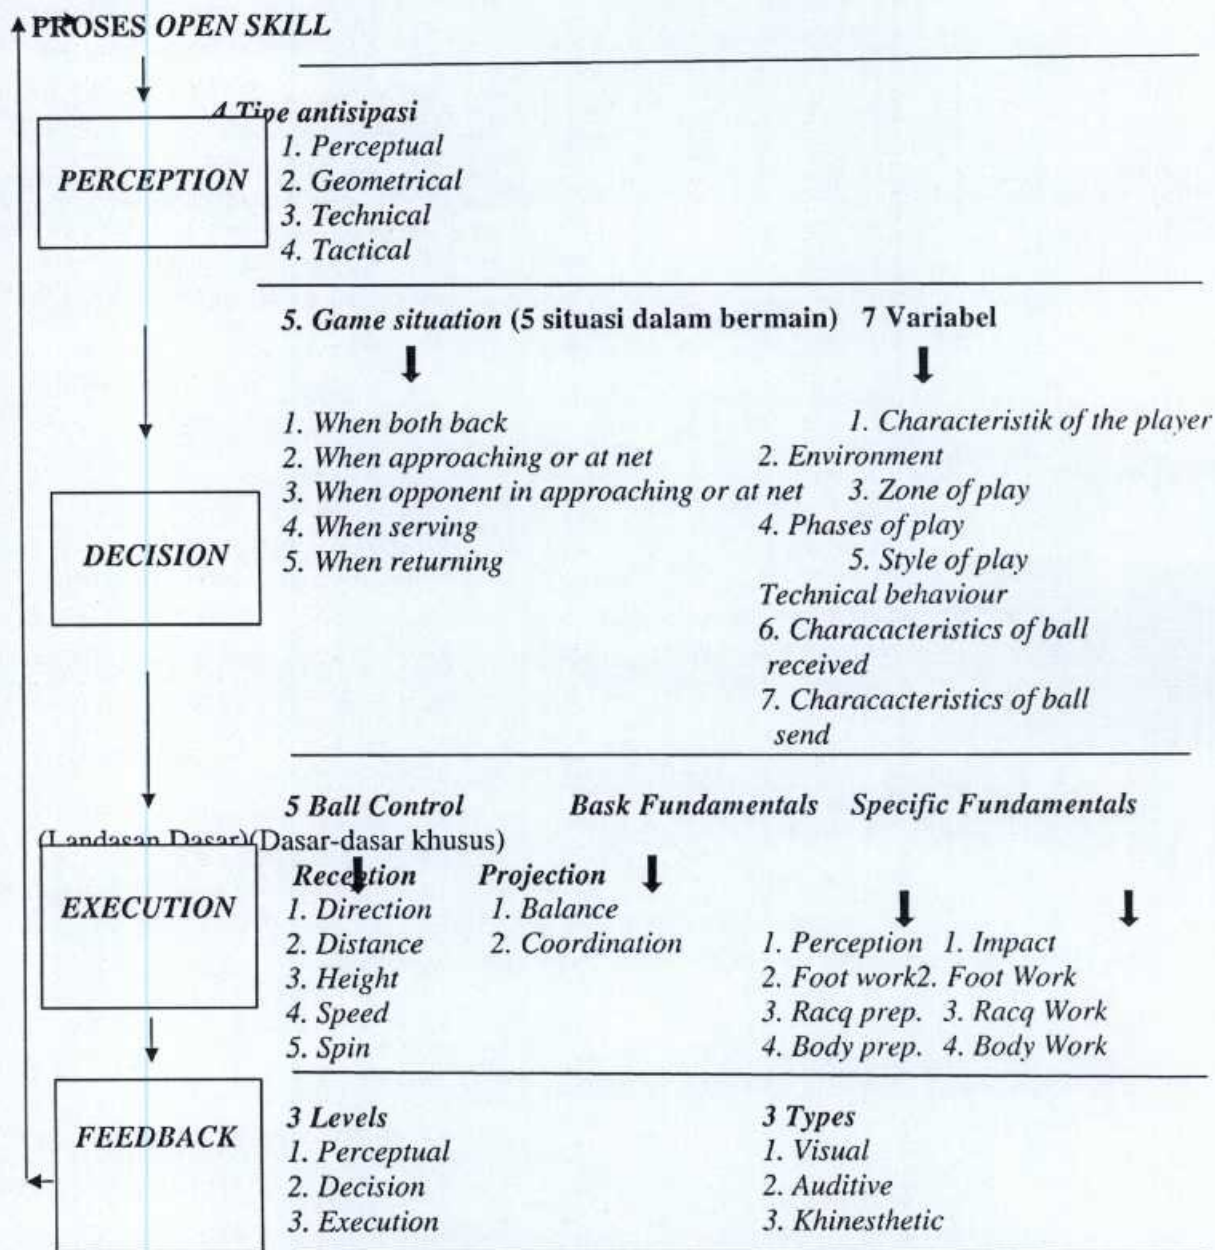 PROSES OPEN SKILL
4 Tipe antisipasi
PERCEPTION
1. Perceptual
2. Geometrical
3. Technical
4. Tactical
5. Game situation (5 situasi dalam bermain) 7 Variabel
1. When both back
1. Characteristik of the player
2. When approaching or at net
2. Environment
3. When opponent in approaching or at net
3. Zone of play
4. When serving
4. Phases of play
DECISION
5. When returning
5. Style of play
Technical behaviour
6. Characacteristics of ball
received
7. Characacteristics of ball
send
5 Ball Control Bask Fundamentals Specific Fundamentals
(Landasan Dasar)(Dasar-dasar khusus)
EXECUTION
Reception Projection
1. Direction 1. Balance
2. Distance 2. Coordination 1. Perception 1. Impact
3. Height 2. Foot work2. Foot Work
4. Speed 3. Racq prep. 3. Racq Work
5. Spin 4. Body prep. 4. Body Work
FEEDBACK
3 Levels 3 Types
1. Perceptual 1. Visual
2. Decision 2. Auditive
3. Execution 3. Khinesthetic